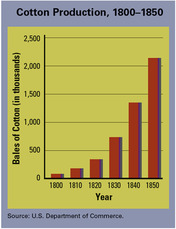 Cotton Production, 1800–1850
Bales of Cotton (in thousands)
2,500
2,000
1,500
1,000
500
0
1800 1810 1820 1830 1840 1850
Year
Source: U.S. Department of Commerce.